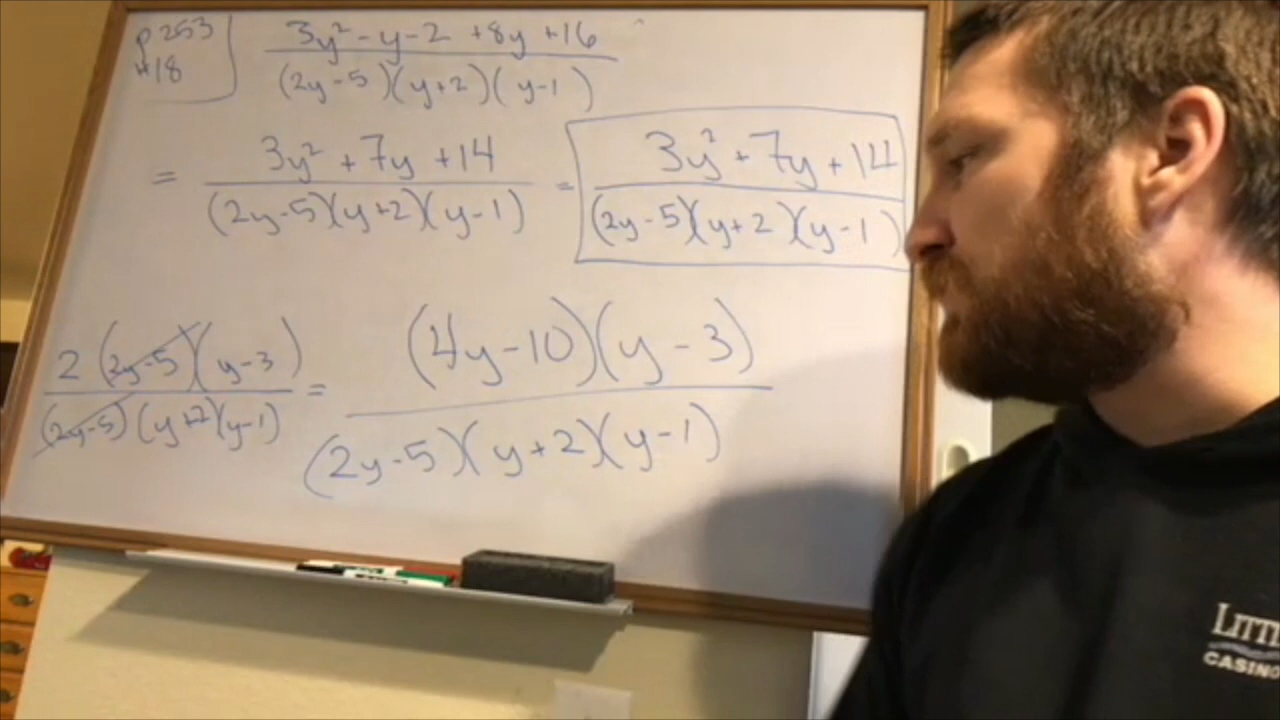 p 253
#18
3y² - y - 2 + 8y + 16
(2y - 5)(y + 2)(y - 1)
= 3y² + 7y + 14
(2y - 5)(y + 2)(y - 1)
= 3y² + 7y + 14
(2y - 5)(y + 2)(y - 1)
2 (2y - 5)(y - 3)
(2y - 5)(y + 2)(y - 1)
= (4y - 10)(y - 3)
(2y - 5)(y + 2)(y - 1)
CASINO